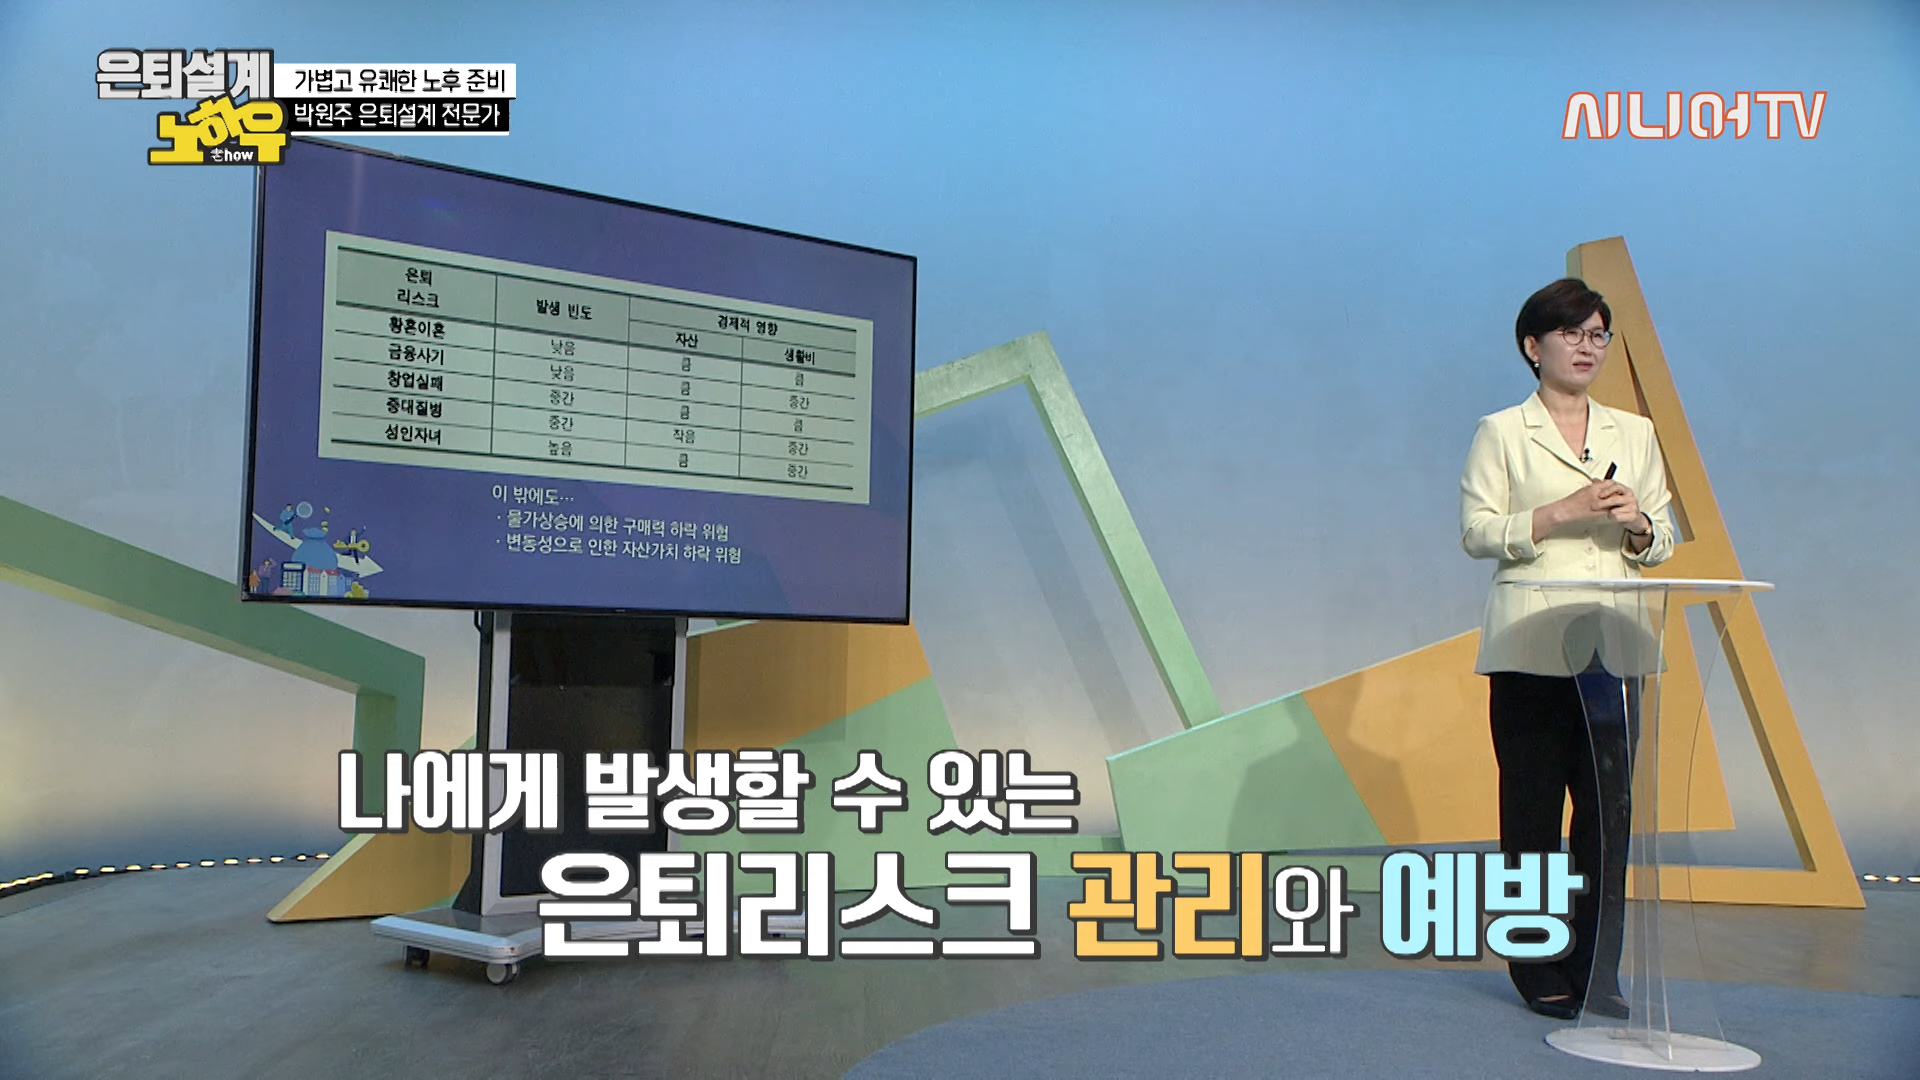 은퇴설계
노하우
老how
가볍고 유쾌한 노후 준비
박원주 은퇴설계 전문가
시니어TV
은퇴
리스크
발생 빈도
경제적 영향
자산
생활비
황혼이혼 낮음 큼 큼
금융사기 낮음 큼 중간
창업실패 중간 큼 큼
중대질병 중간 작음 중간
성인자녀 높음 큼 중간
이 밖에도…
· 물가상승에 의한 구매력 하락 위험
· 변동성으로 인한 자산가치 하락 위험
나에게 발생할 수 있는
은퇴리스크 관리와 예방